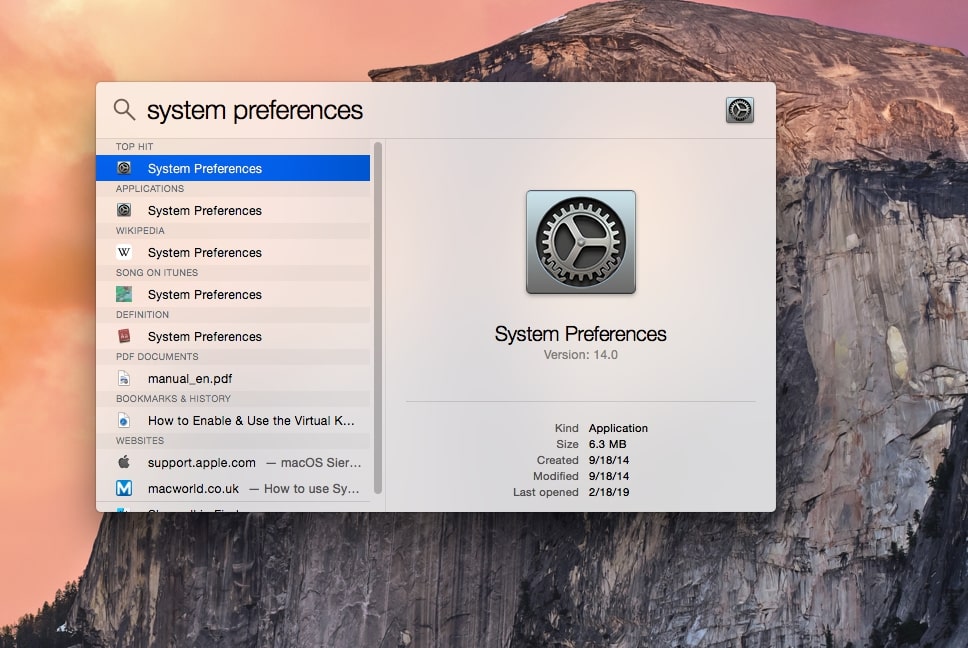 system preferences
TOP HIT
System Preferences
APPLICATIONS
System Preferences
WIKIPEDIA
W System Preferences
SONG ON ITUNES
System Preferences
DEFINITION
System Preferences
PDF DOCUMENTS
manual_en.pdf
BOOKMARKS & HISTORY
How to Enable & Use the Virtual K...
WEBSITES
support.apple.com — macOS Sier...
M macworld.co.uk — How to use Sy...
System Preferences
Version: 14.0
Kind Application
Size 6.3 MB
Created 9/18/14
Modified 9/18/14
Last opened 2/18/19